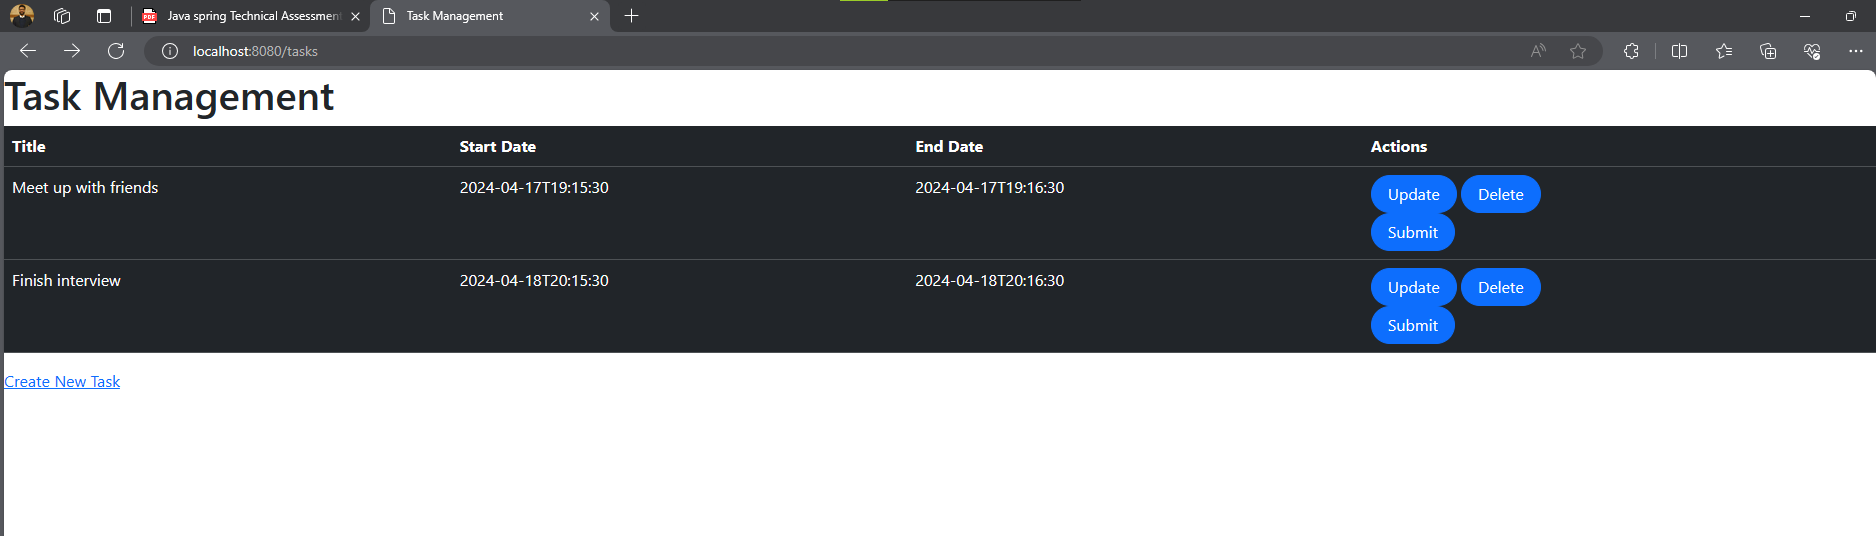 PDF
Java spring Technical Assessment
Task Management
localhost:8080/tasks
Task Management
Title Start Date End Date Actions
Meet up with friends 2024-04-17T19:15:30 2024-04-17T19:16:30 Update Delete
Submit
Finish interview 2024-04-18T20:15:30 2024-04-18T20:16:30 Update Delete
Submit
Create New Task